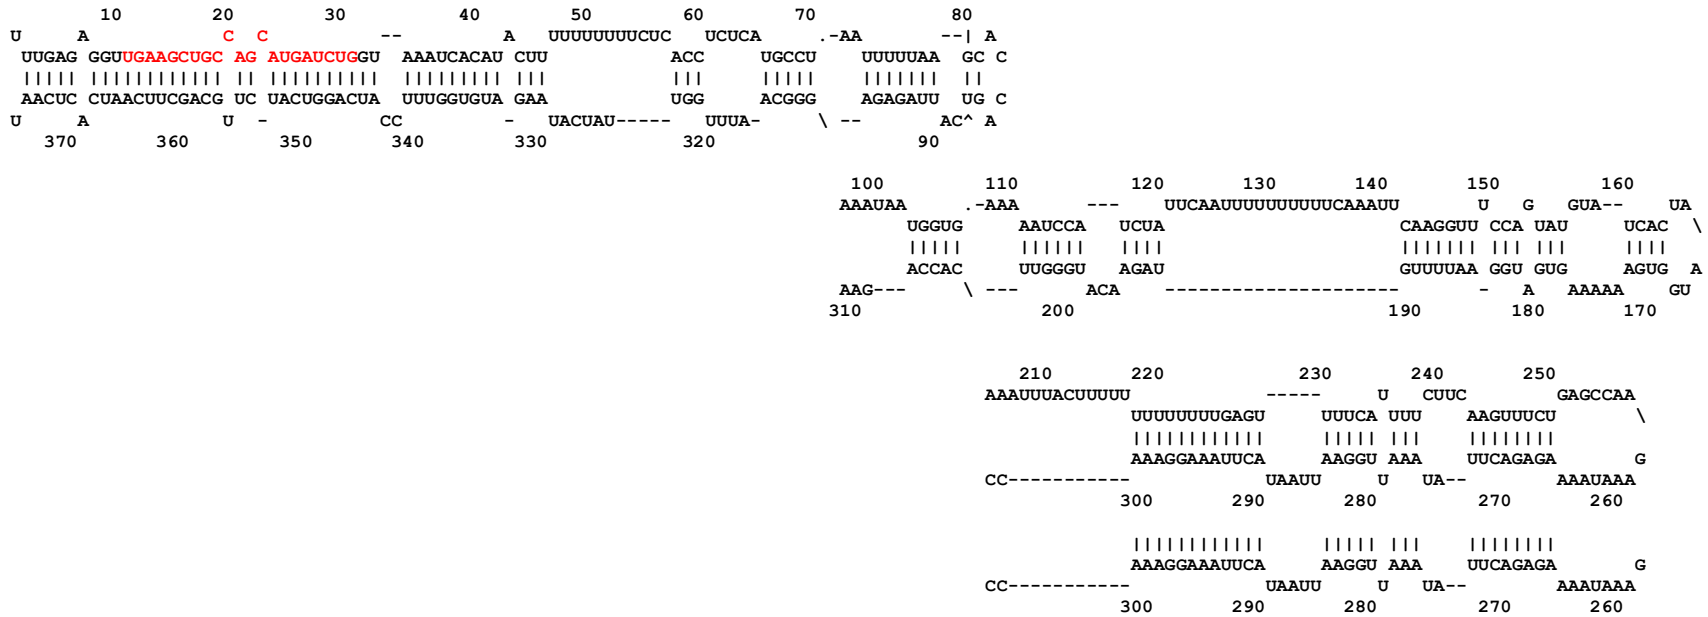 10 20 30 40 50 60 70 80
U A C C -- A UUUUUUUUCUC UCUCA .-AA --| A
UUGAG GGUUGAAGCUGC AG AUGAUCUGGU AAAUCACAU CUU ACC UGCCU UUUUUAA GC C
||||| |||||||||||| || |||||||||| ||||||||| ||| ||| ||||| ||||||| ||
AACUC CUAACUUCGACG UC UACUGGACUA UUUGGUGUA GAA UGG ACGGG AGAGAUU UG C
U A U - CC - UACUAU----- UUUA- \ -- AC^ A
370 360 350 340 330 320 90
100 110 120 130 140 150 160
AAAUAA .-AAA --- UUCAAUUUUUUUUUUCAAAUU U G GUA-- UA
UGGUG AAUCCA UCUA CAAGGUU CCA UAU UCAC \
||||| |||||| |||| ||||||| ||| ||| ||||
ACCAC UUGGGU AGAU GUUUUAA GGU GUG AGUG A
AAG--- \ --- ACA --------------------- - A AAAAA GU
310 200 190 180 170
210 220 230 240 250
AAAUUUACUUUUU ----- U CUUC GAGCCAA
UUUUUUUUGAGU UUUCA UUU AAGUUUCU \
|||||||||||| ||||| ||| ||||||||
AAAGGAAAUUCA AAGGU AAA UUCAGAGA G
CC----------- UAAUU U UA-- AAAUAAA
300 290 280 270 260
|||||||||||| ||||| ||| ||||||||
AAAGGAAAUUCA AAGGU AAA UUCAGAGA G
CC----------- UAAUU U UA-- AAAUAAA
300 290 280 270 260